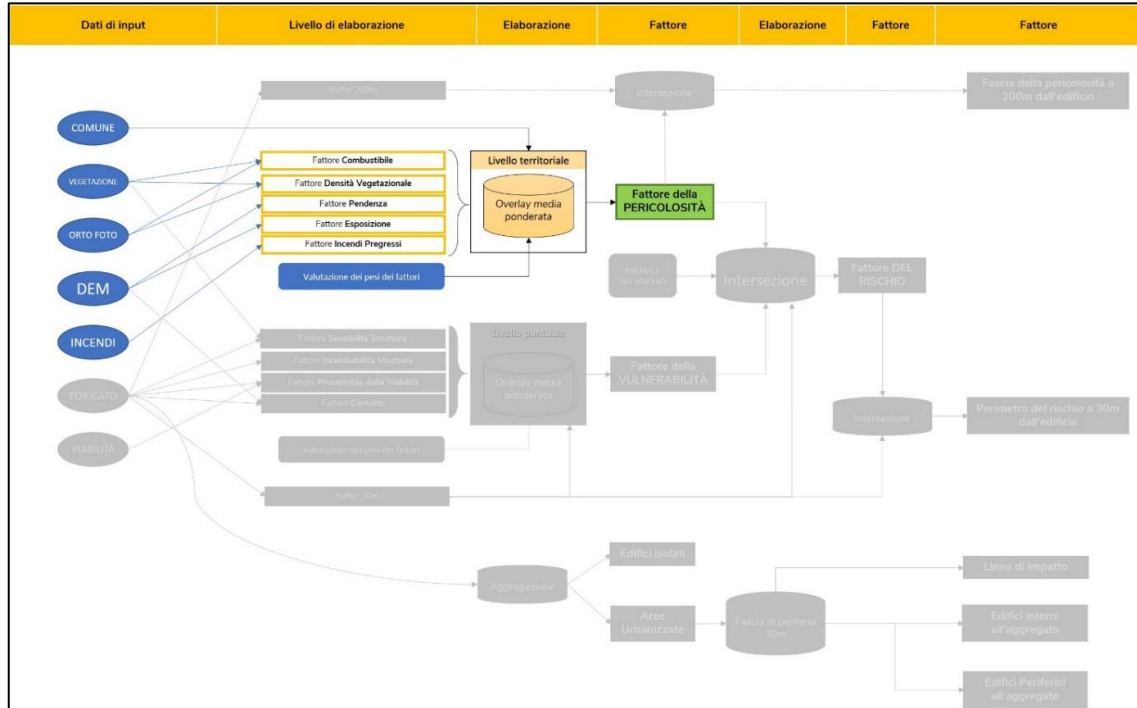 Dati di input
Livello di elaborazione
Elaborazione
Fattore
Elaborazione
Fattore
Fattore
Buffer 200m
Intersezione
Fascia della pericolosità a
200m dall'edificio
COMUNE
VEGETAZIONE
ORTO FOTO
DEM
INCENDI
EDIFICATO
VIABILITÀ
Fattore Combustibile
Fattore Densità Vegetazionale
Fattore Pendenza
Fattore Esposizione
Fattore Incendi Pregressi
Valutazione dei pesi dei fattori
Livello territoriale
Overlay media
ponderata
Fattore della
PERICOLOSITÀ
MATRICE
DEL RISCHIO
Intersezione
Fattore DEL
RISCHIO
Fattore Sensibilità Struttura
Fattore Incendiabilità Struttura
Fattore Prossimità dalle Viabilità
Fattore Contatto
Valutazione dei pesi dei fattori
Livello puntuale
Overlay media
ponderata
Fattore della
VULNERABILITÀ
Intersezione
Perimetro del rischio a 30m
dall'edificio
Buffer 30m
Aggregazione
Edifici isolati
Aree
Urbanizzate
Fascia di periferia
30m
Linea di impatto
Edifici interni
all'aggregato
Edifici Periferici
all'aggregato